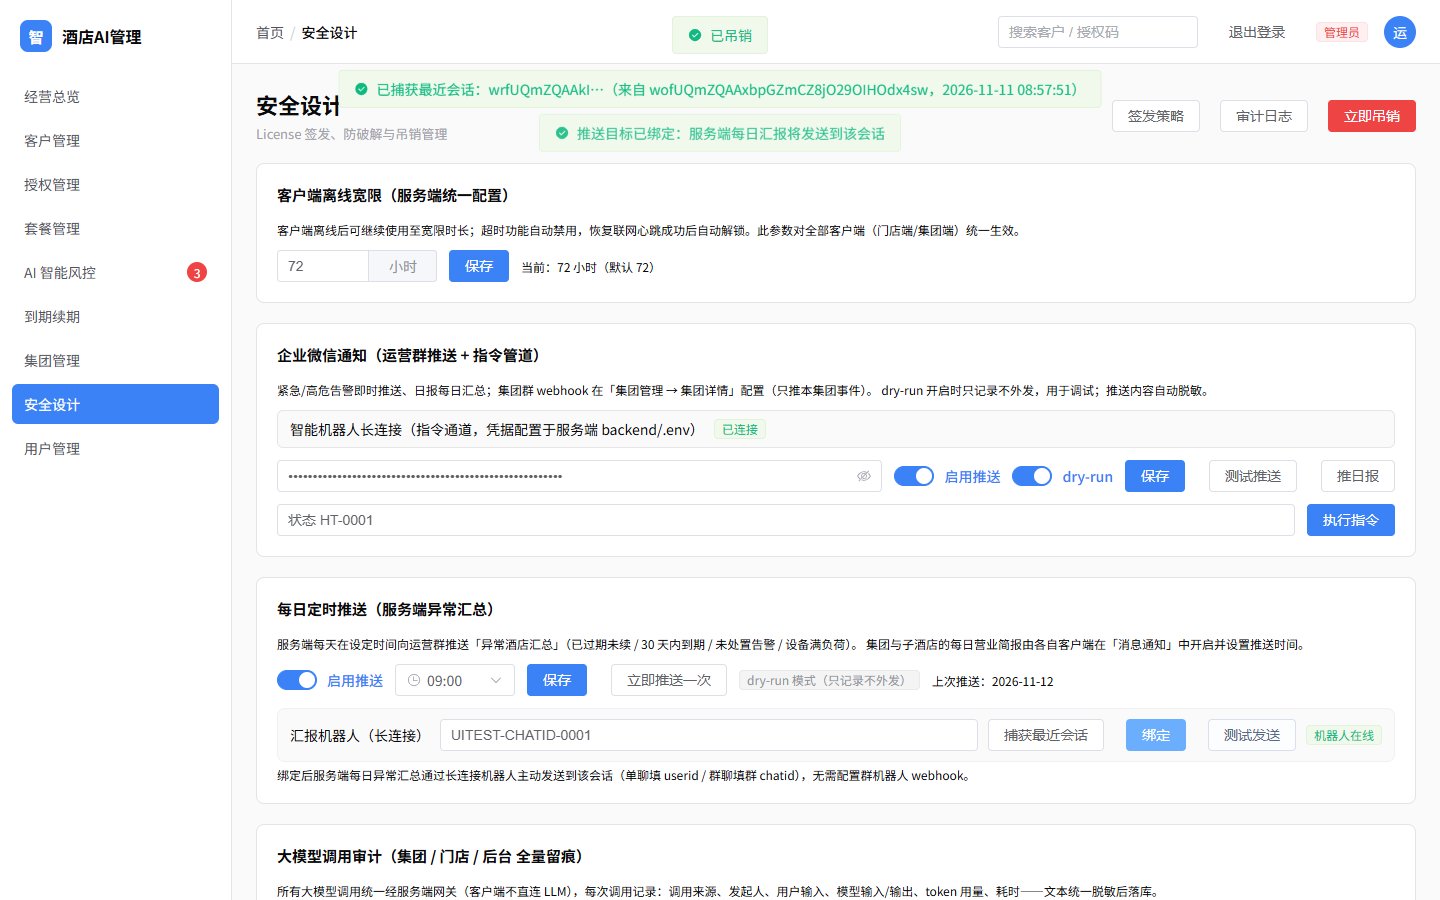 智 酒店AI管理
首页 / 安全设计
已吊销
搜索客户 / 授权码
退出登录
管理员
运
经营总览
客户管理
授权管理
套餐管理
AI 智能风控 3
到期续期
集团管理
安全设计
用户管理
已捕获最近会话：wrfUQmZQAAkI…（来自 wofUQmZQAAxbpGZmCZ8jO29OIHOdx4sw，2026-11-11 08:57:51）
推送目标已绑定：服务端每日汇报将发送到该会话
安全设计
License 签发、防破解与吊销管理
签发策略
审计日志
立即吊销
客户端离线宽限（服务端统一配置）
客户端离线后可继续使用至宽限时长；超时功能自动禁用，恢复联网心跳成功后自动解锁。此参数对全部客户端（门店端/集团端）统一生效。
72 小时 保存 当前：72 小时（默认 72）
企业微信通知（运营群推送 + 指令管道）
紧急/高危告警即时推送、日报每日汇总；集团群 webhook 在「集团管理 → 集团详情」配置（只推本集团事件）。 dry-run 开启时只记录不外发，用于调试；推送内容自动脱敏。
智能机器人长连接（指令通道，凭据配置于服务端 backend/.env） 已连接
启用推送 dry-run 保存 测试推送 推日报
状态 HT-0001 执行指令
每日定时推送（服务端异常汇总）
服务端每天在设定时间向运营群推送「异常酒店汇总」（已过期未续 / 30 天内到期 / 未处置告警 / 设备满负荷）。 集团与子酒店的每日营业简报由各自客户端在「消息通知」中开启并设置推送时间。
启用推送 09:00 保存 立即推送一次 dry-run 模式（只记录不外发） 上次推送：2026-11-12
汇报机器人（长连接） UITEST-CHATID-0001 捕获最近会话 绑定 测试发送 机器人在线
绑定后服务端每日异常汇总通过长连接机器人主动发送到该会话（单聊填 userid / 群聊填群 chatid），无需配置群机器人 webhook。
大模型调用审计（集团 / 门店 / 后台 全量留痕）
所有大模型调用统一经服务端网关（客户端不直连 LLM），每次调用记录：调用来源、发起人、用户输入、模型输入/输出、token 用量、耗时——文本统一脱敏后落库。